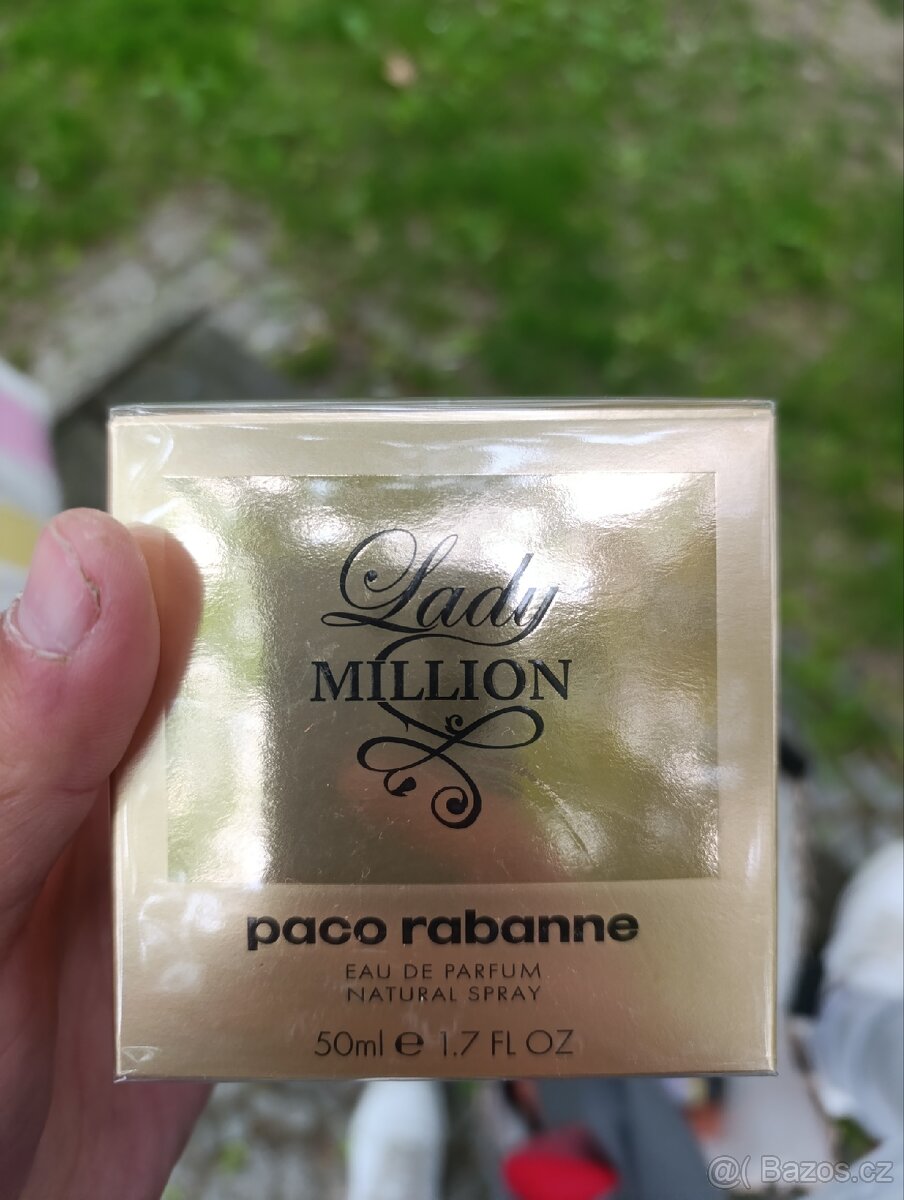 Lady
MILLION
paco rabanne
EAU DE PARFUM
NATURAL SPRAY
50ml e 1.7 FL OZ
@( Bazos.cz